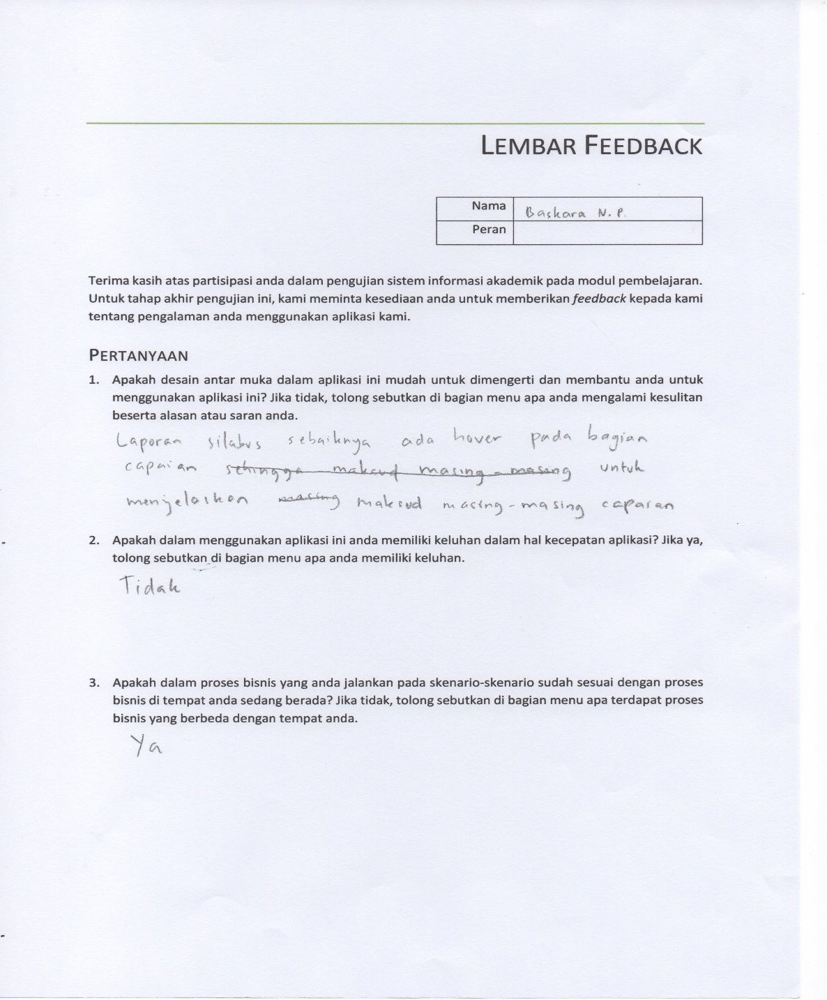 LEMBAR FEEDBACK
Nama Baskara N.P.
Peran
Terima kasih atas partisipasi anda dalam pengujian sistem informasi akademik pada modul pembelajaran.
Untuk tahap akhir pengujian ini, kami meminta kesediaan anda untuk memberikan feedback kepada kami
tentang pengalaman anda menggunakan aplikasi kami.
PERTANYAAN
1. Apakah desain antar muka dalam aplikasi ini mudah untuk dimengerti dan membantu anda untuk
menggunakan aplikasi ini? Jika tidak, tolong sebutkan di bagian menu apa anda mengalami kesulitan
beserta alasan atau saran anda.
Laporan silabus sebaiknya ada hover pada bagian
capaian sehingga maksud masing-masing untuk
menjelaskan masing maksud masing-masing capaian
2. Apakah dalam menggunakan aplikasi ini anda memiliki keluhan dalam hal kecepatan aplikasi? Jika ya,
tolong sebutkan di bagian menu apa anda memiliki keluhan.
Tidak
3. Apakah dalam proses bisnis yang anda jalankan pada skenario-skenario sudah sesuai dengan proses
bisnis di tempat anda sedang berada? Jika tidak, tolong sebutkan di bagian menu apa terdapat proses
bisnis yang berbeda dengan tempat anda.
Ya